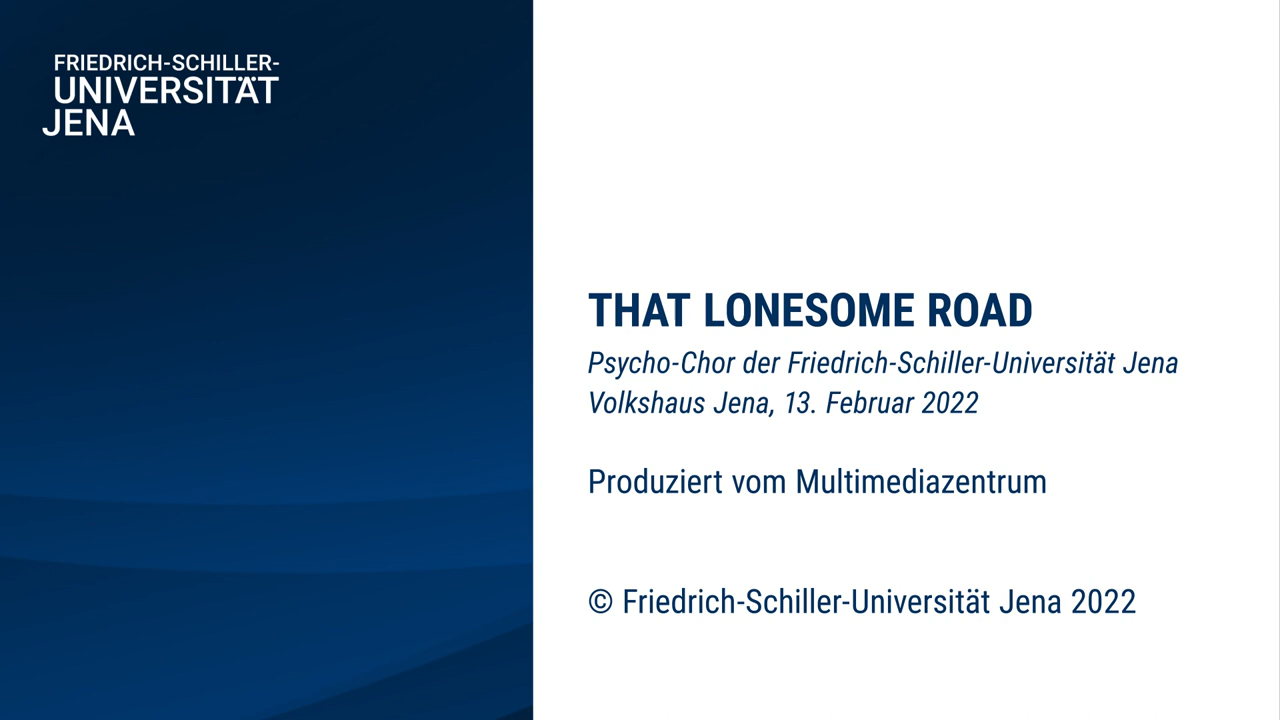 FRIEDRICH-SCHILLER-
UNIVERSITÄT
JENA
THAT LONESOME ROAD
Psycho-Chor der Friedrich-Schiller-Universität Jena
Volkshaus Jena, 13. Februar 2022
Produziert vom Multimediazentrum
© Friedrich-Schiller-Universität Jena 2022